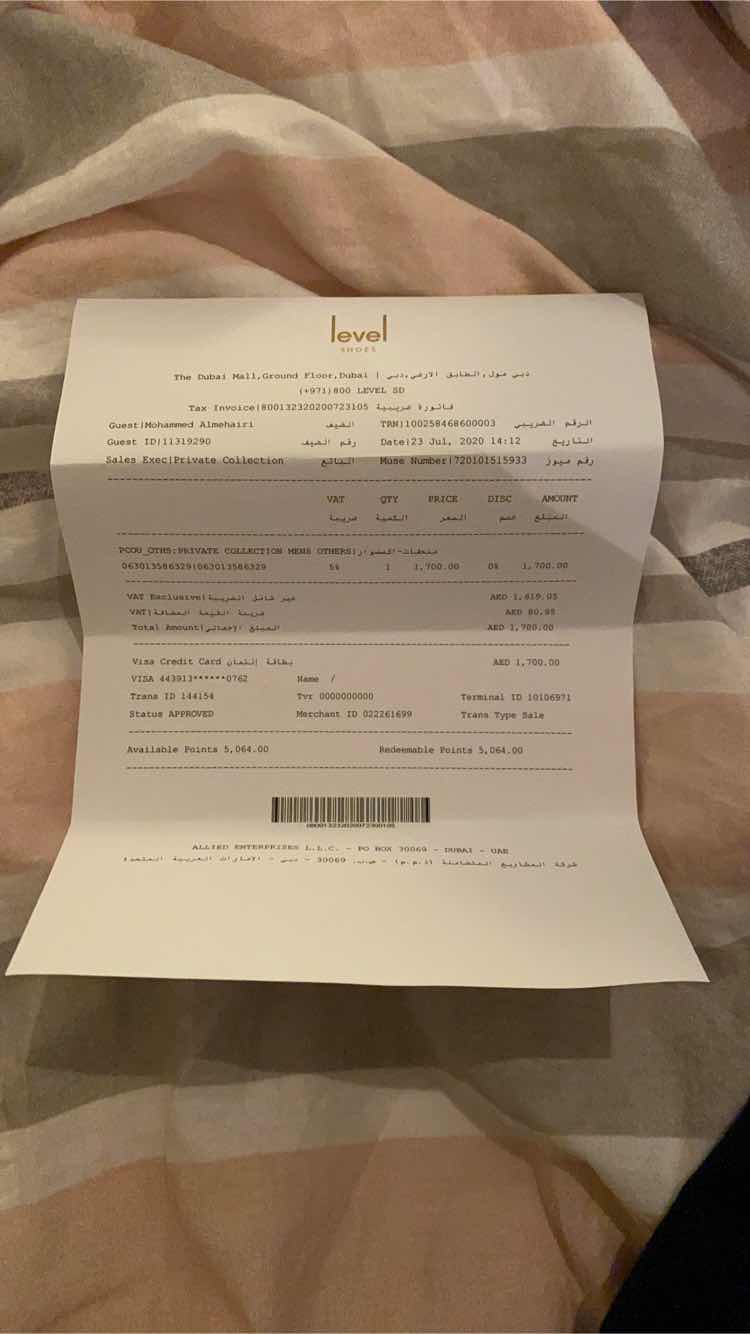 level
SHOES
The Dubai Mall,Ground Floor,Dubai | دبي مول,الطابق الارضي,دبي
(+971)800 LEVEL SD
Tax Invoice|800132320200723105 فاتورة ضريبية
Guest|Mohammed Almehairi الضيف TRN|100258468600003 الرقم الضريبي
Guest ID|11319290 رقم الضيف Date|23 Jul, 2020 14:12 التاريخ
Sales Exec|Private Collection البائع Muse Number|720101515933 رقم ميوز
VAT QTY PRICE DISC AMOUNT
ضريبة الكمية السعر خصم المبلغ
PCOU_OTHS:PRIVATE COLLECTION MENS OTHERS|
063013586329|063013586329 5% 1 1,700.00 0% 1,700.00
VAT Exclusive|غير شامل الضريبة AED 1,619.05
VAT|ضريبة القيمة المضافة AED 80.95
Total Amount|المبلغ الإجمالي AED 1,700.00
Visa Credit Card بطاقة إئتمان AED 1,700.00
VISA 443913******0762 Name /
Trans ID 144154 Tvr 0000000000 Terminal ID 10106971
Status APPROVED Merchant ID 022261699 Trans Type Sale
Available Points 5,064.00 Redeemable Points 5,064.00
ALLIED ENTERPRISES L.L.C. - PO BOX 30069 - DUBAI - UAE
شركة المشاريع المتضامنة (ذ.م.م) - ص.ب. 30069 - دبي - الامارات العربية المتحدة